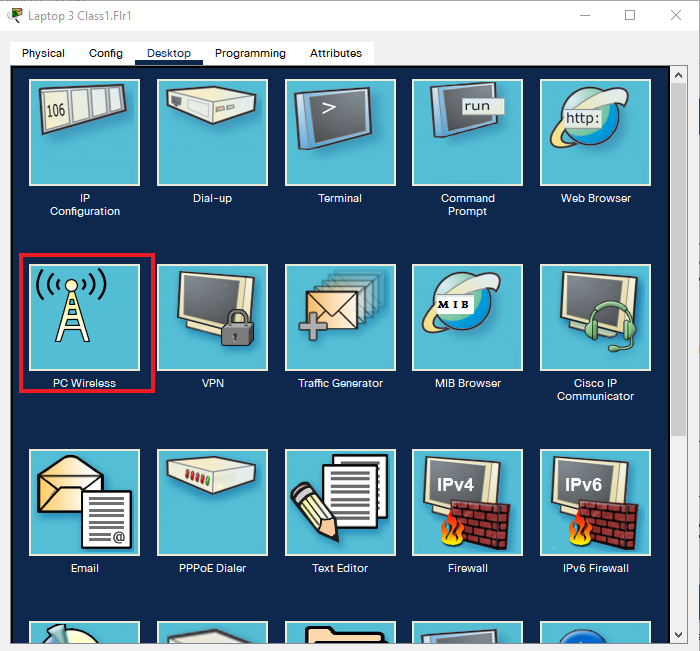 Laptop 3 Class1.Flr1
Physical Config Desktop Programming Attributes
106
>
run
http:
IP
Configuration
Dial-up
Terminal
Command
Prompt
Web Browser
MIB
PC Wireless
VPN
Traffic Generator
MIB Browser
Cisco IP
Communicator
@
IPv4
IPv6
Email
PPPoE Dialer
Text Editor
Firewall
IPv6 Firewall